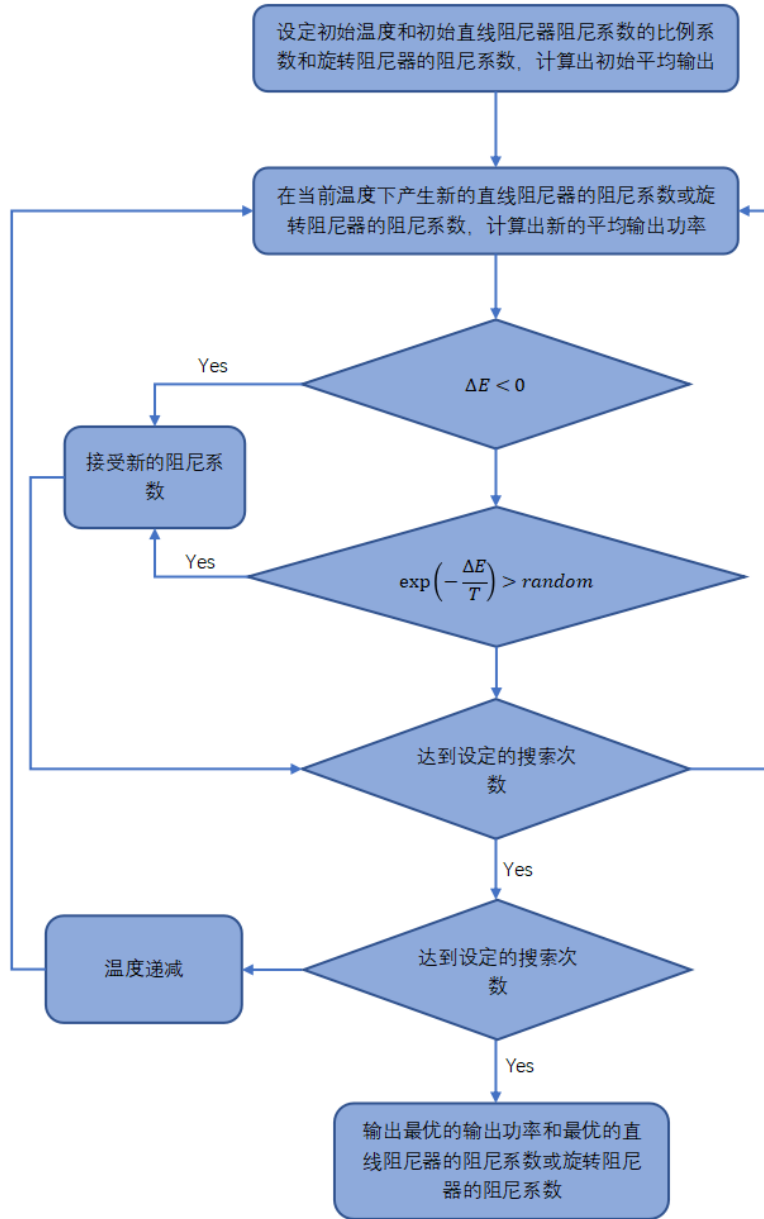 设定初始温度和初始直线阻尼器阻尼系数的比例系
数和旋转阻尼器的阻尼系数，计算出初始平均输出
在当前温度下产生新的直线阻尼器的阻尼系数或旋
转阻尼器的阻尼系数，计算出新的平均输出功率
Yes
ΔE < 0
接受新的阻尼系
数
Yes
exp(−ΔE/T) > random
达到设定的搜索次
数
Yes
温度递减
达到设定的搜索次
数
Yes
输出最优的输出功率和最优的直
线阻尼器的阻尼系数或旋转阻尼
器的阻尼系数